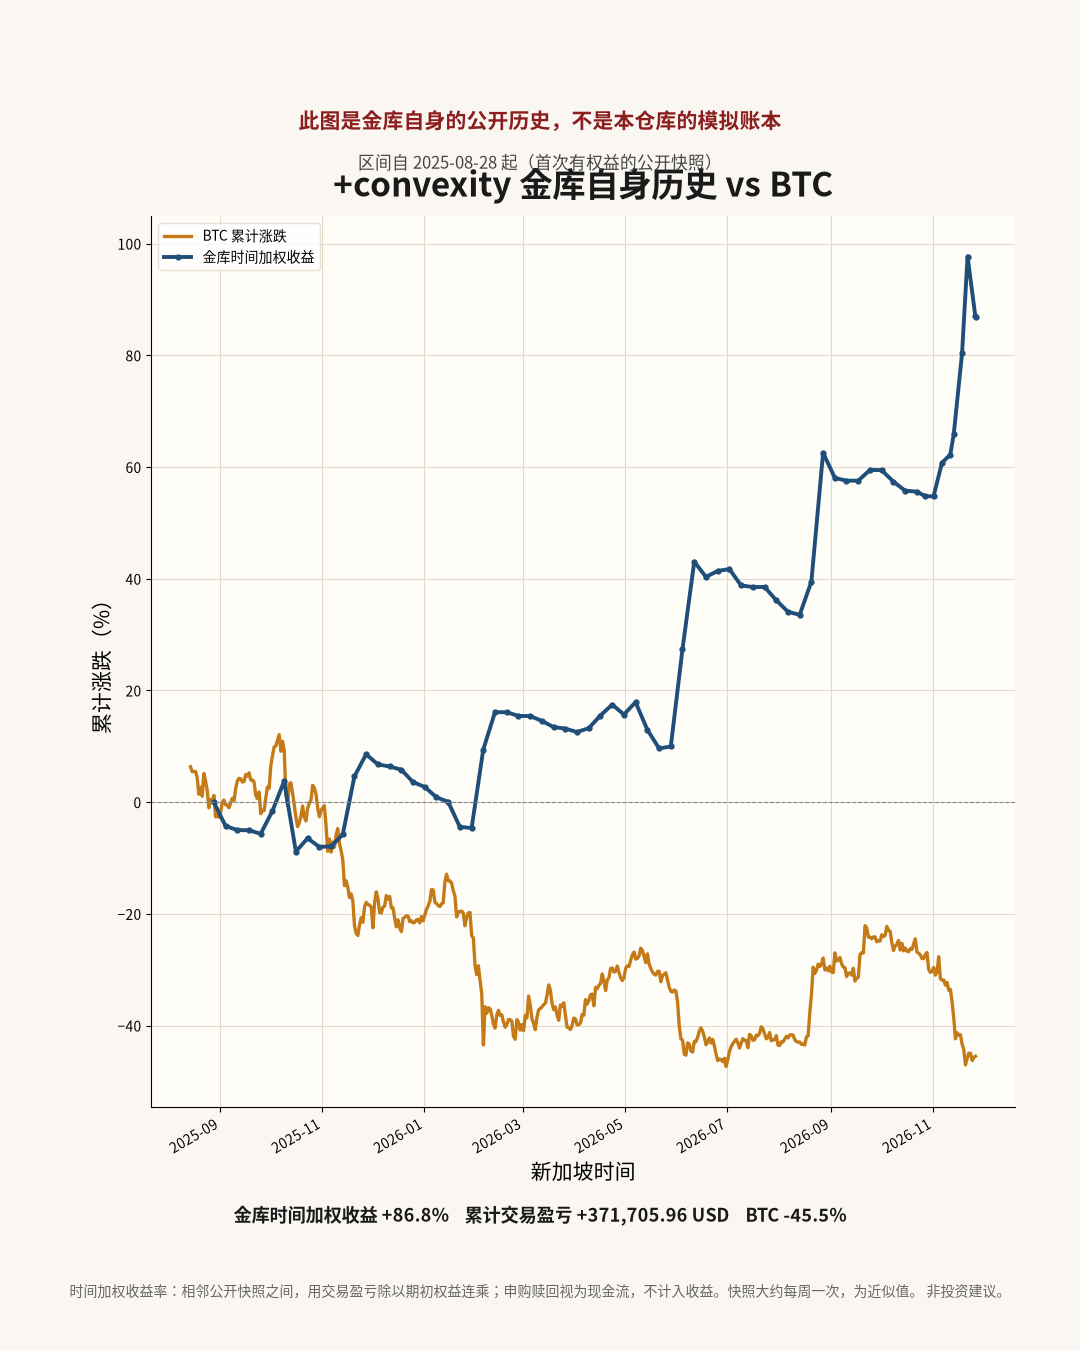 此图是金库自身的公开历史，不是本仓库的模拟账本
区间自 2025-08-28 起（首次有权益的公开快照）
+convexity 金库自身历史 vs BTC
BTC 累计涨跌
金库时间加权收益
累计涨跌（%）
100
80
60
40
20
0
−20
−40
2025-09
2025-11
2026-01
2026-03
2026-05
2026-07
2026-09
2026-11
新加坡时间
金库时间加权收益 +86.8% 累计交易盈亏 +371,705.96 USD BTC -45.5%
时间加权收益率：相邻公开快照之间，用交易盈亏除以期初权益连乘；申购赎回视为现金流，不计入收益。快照大约每周一次，为近似值。 非投资建议。